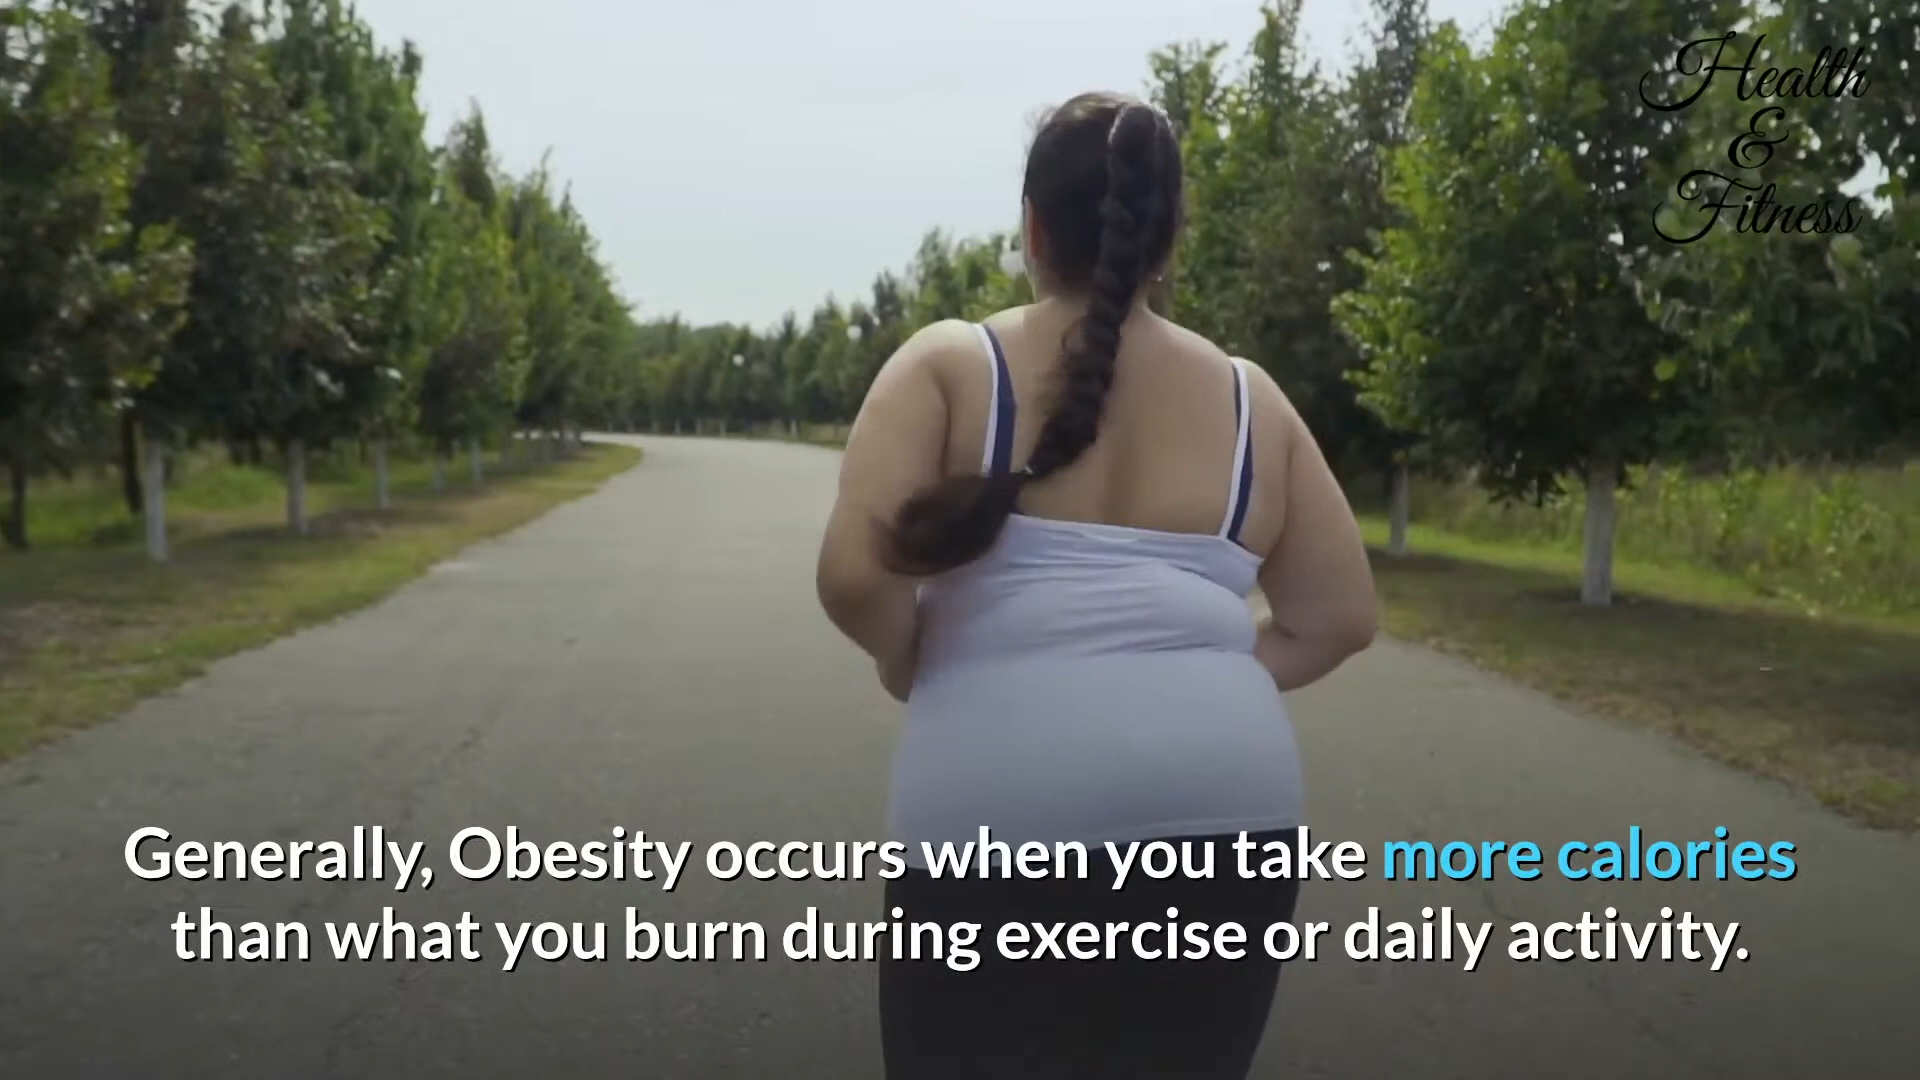 Health
&
Fitness
Generally, Obesity occurs when you take more calories
than what you burn during exercise or daily activity.